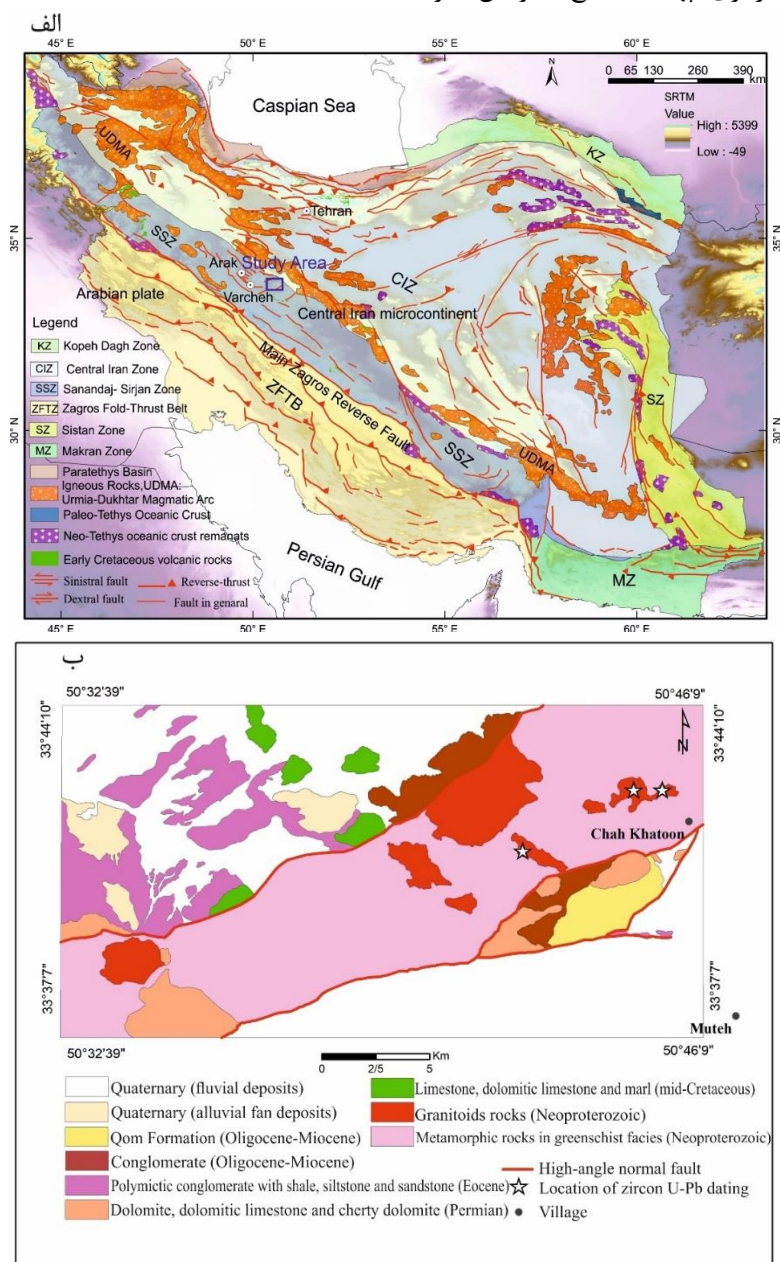 الف
45° E
50° E
55° E
60° E
Caspian Sea
N
0 65 130 260 390
km
SRTM
Value
High : 5399
Low : -49
UDMA
KZ
Tehran
35° N
35° N
SSZ
Arak
Study Area
CIZ
Varcheh
Arabian plate
Central Iran microcontinent
Main Zagros Reverse Fault
ZFTB
SZ
30° N
30° N
SSZ
UDMA
Persian Gulf
MZ
Legend
KZ Kopeh Dagh Zone
CIZ Central Iran Zone
SSZ Sanandaj- Sirjan Zone
ZFTZ Zagros Fold-Thrust Belt
SZ Sistan Zone
MZ Makran Zone
Paratethys Basin
Igneous Rocks,UDMA:
Urmia-Dukhtar Magmatic Arc
Paleo-Tethys Oceanic Crust
Neo-Tethys oceanic crust remanats
Early Cretaceous volcanic rocks
Sinistral fault
Reverse-thrust
Dextral fault
Fault in genaral
45° E
50° E
55° E
60° E
ب
50°32'39"
50°46'9"
33°44'10"
33°44'10"
N
Chah Khatoon
33°37'7"
33°37'7"
Muteh
50°32'39"
50°46'9"
0 2/5 5
Km
Quaternary (fluvial deposits)
Quaternary (alluvial fan deposits)
Qom Formation (Oligocene-Miocene)
Conglomerate (Oligocene-Miocene)
Polymictic conglomerate with shale, siltstone and sandstone (Eocene)
Dolomite, dolomitic limestone and cherty dolomite (Permian)
Limestone, dolomitic limestone and marl (mid-Cretaceous)
Granitoids rocks (Neoproterozoic)
Metamorphic rocks in greenschist facies (Neoproterozoic)
High-angle normal fault
Location of zircon U-Pb dating
Village